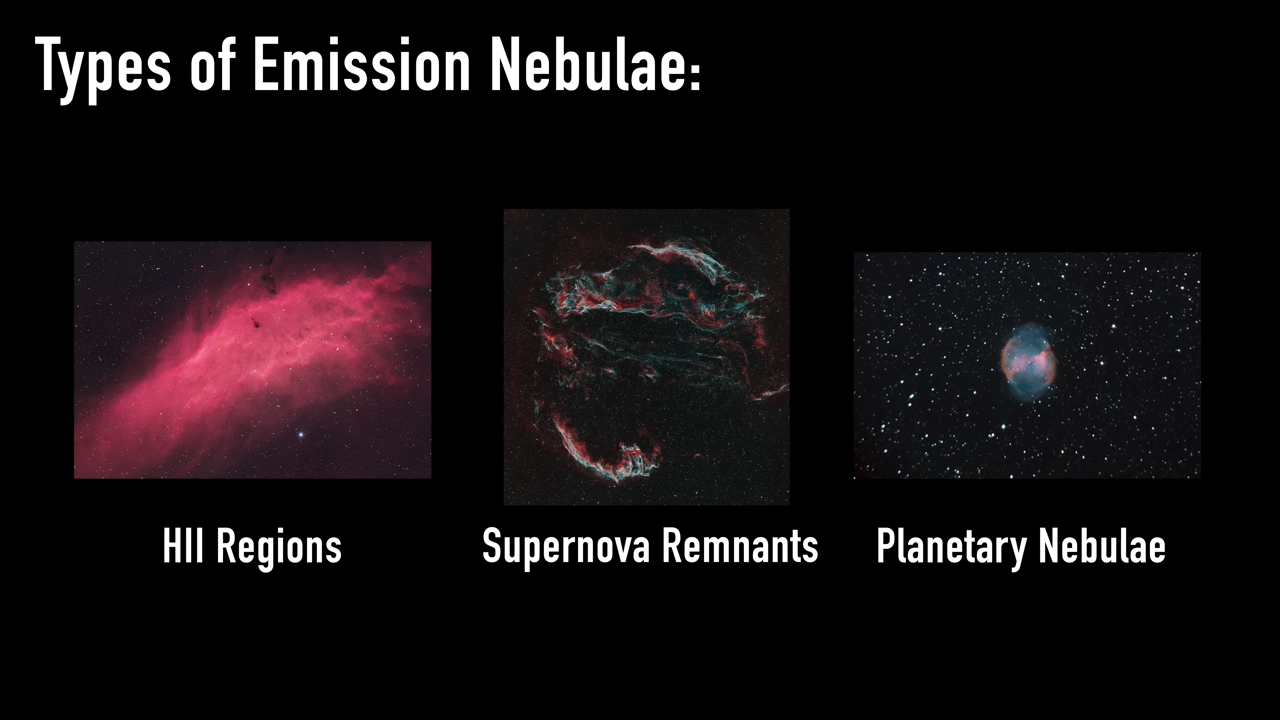 Types of Emission Nebulae:
HII Regions
Supernova Remnants
Planetary Nebulae